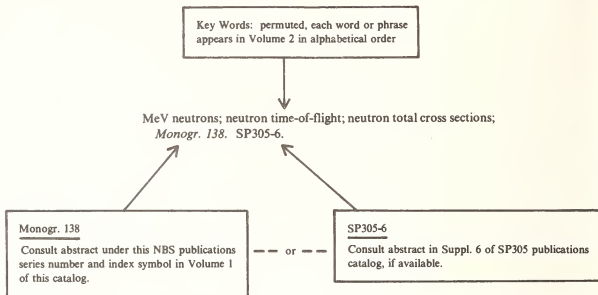 Key Words: permuted, each word or phrase
appears in Volume 2 in alphabetical order
MeV neutrons; neutron time-of-flight; neutron total cross sections;
Monogr. 138. SP305-6.
Monogr. 138
Consult abstract under this NBS publications
series number and index symbol in Volume 1
of this catalog.
-- or --
SP305-6
Consult abstract in Suppl. 6 of SP305 publications
catalog, if available.